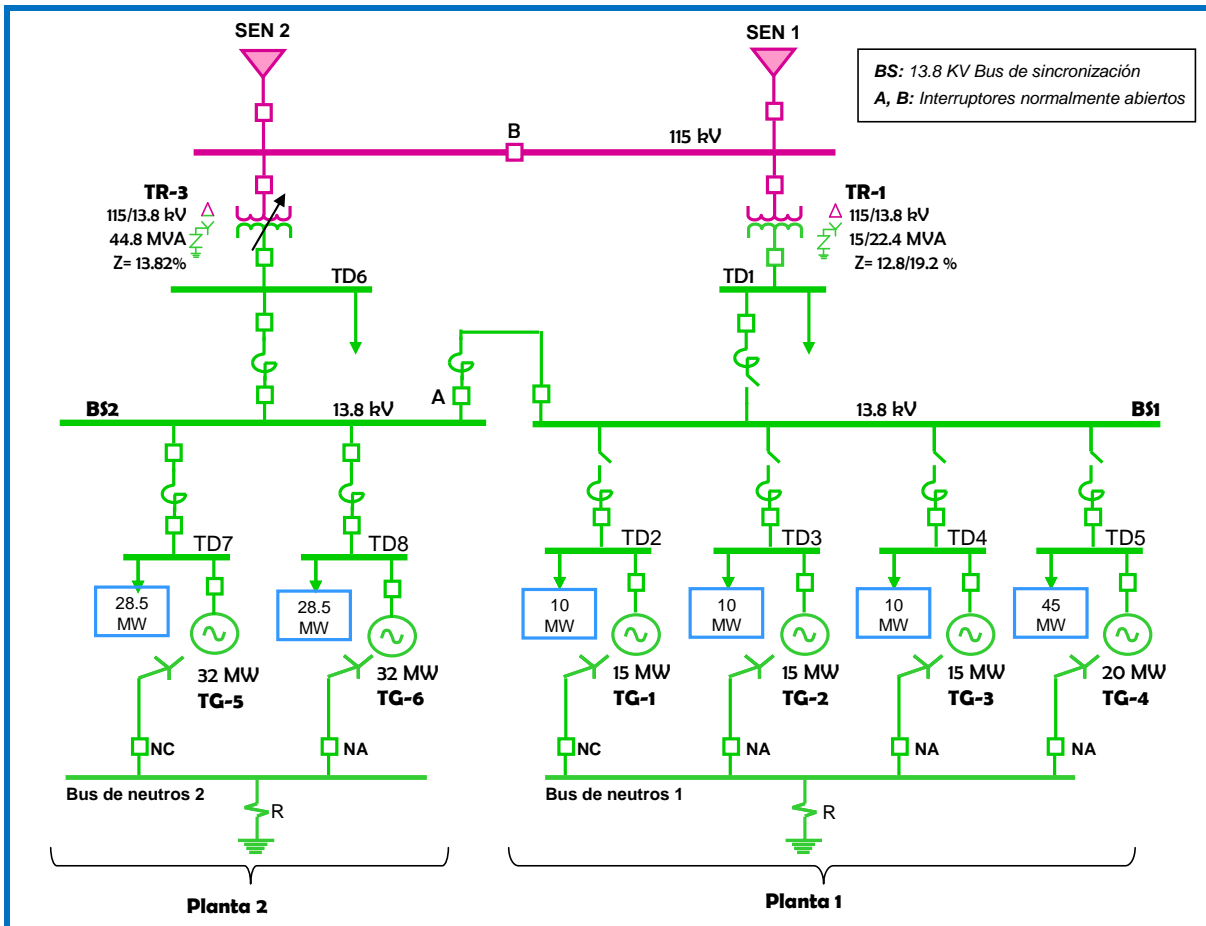 SEN 2
SEN 1
BS: 13.8 KV Bus de sincronización
A, B: Interruptores normalmente abiertos
B
115 kV
TR-3
115/13.8 kV
44.8 MVA
Z= 13.82%
TR-1
115/13.8 kV
15/22.4 MVA
Z= 12.8/19.2 %
TD6
TD1
A
BS2
13.8 kV
13.8 kV
BS1
TD7
TD8
TD2
TD3
TD4
TD5
28.5
MW
28.5
MW
10
MW
10
MW
10
MW
45
MW
32 MW
TG-5
32 MW
TG-6
15 MW
TG-1
15 MW
TG-2
15 MW
TG-3
20 MW
TG-4
NC
NA
NC
NA
NA
NA
Bus de neutros 2
Bus de neutros 1
R
R
Planta 2
Planta 1